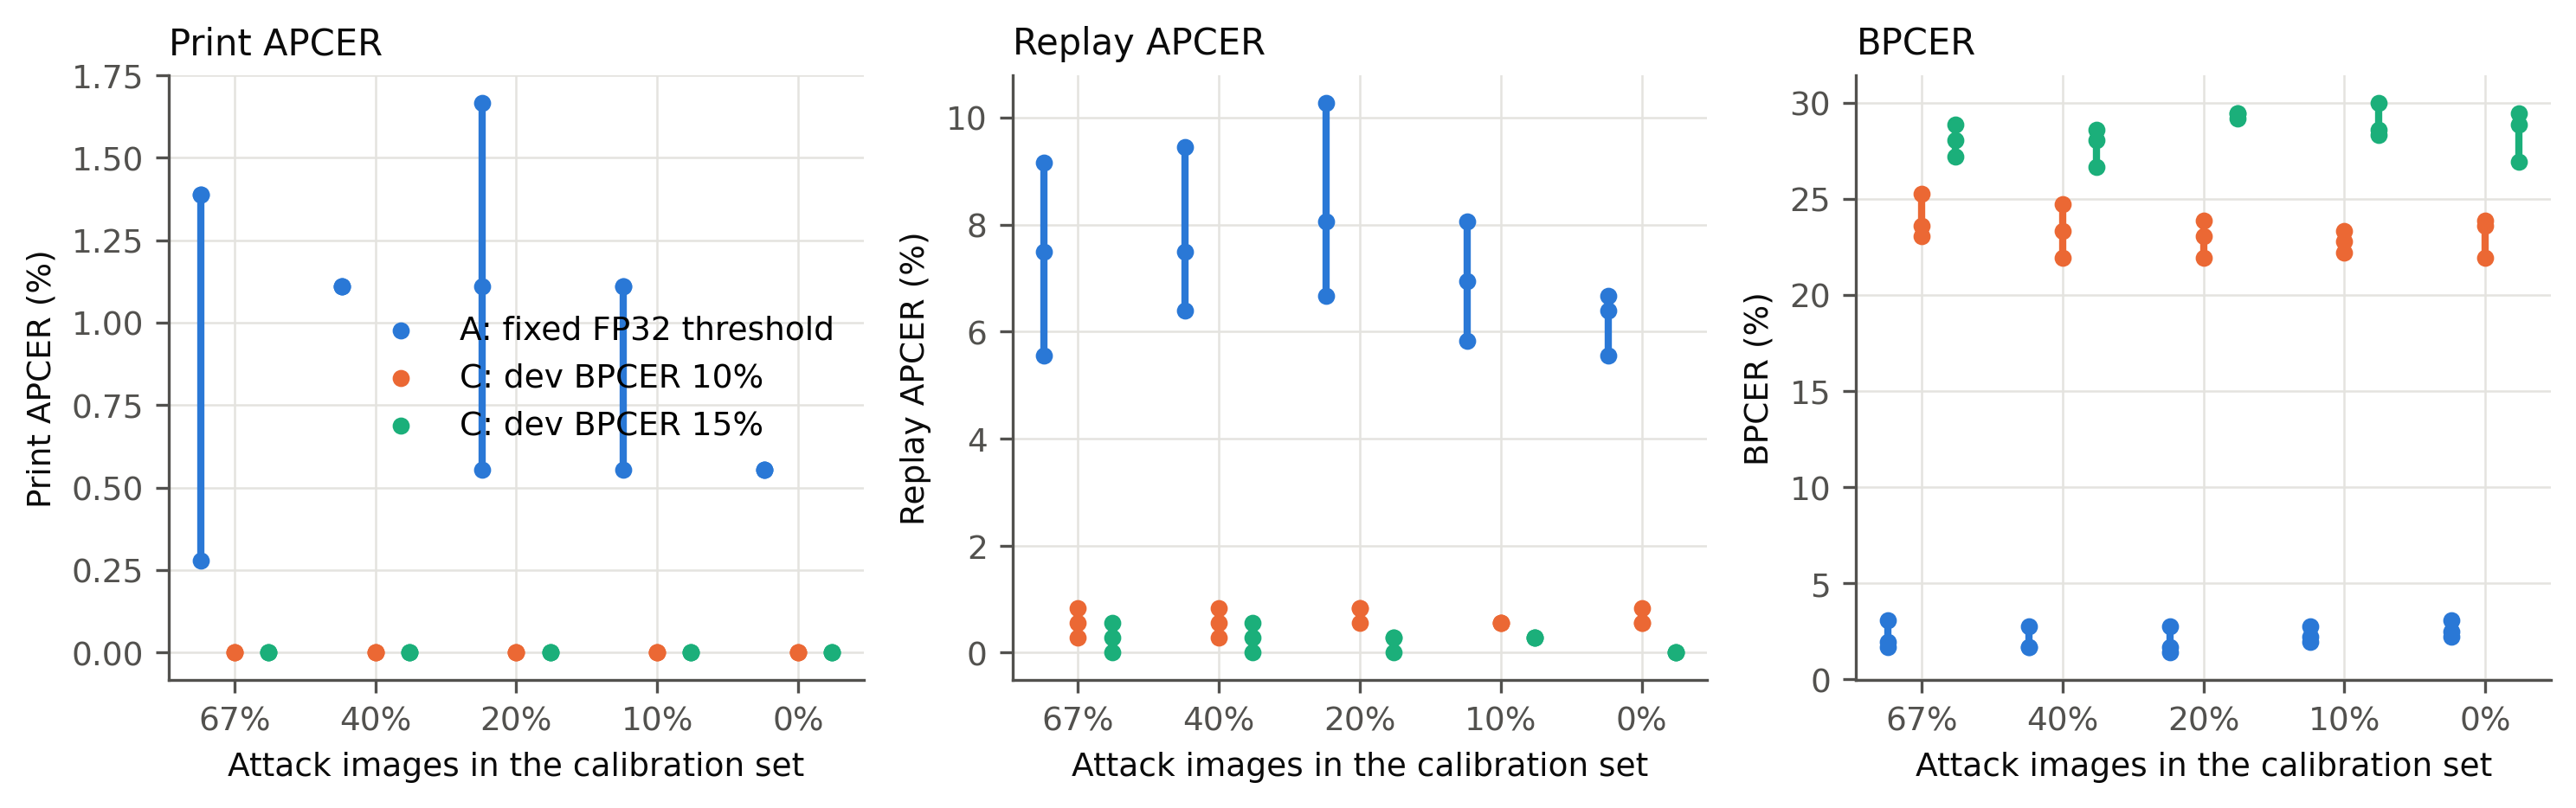 Print APCER
Print APCER (%)
1.75
1.50
1.25
1.00
0.75
0.50
0.25
0.00
A: fixed FP32 threshold
C: dev BPCER 10%
C: dev BPCER 15%
67% 40% 20% 10% 0%
Attack images in the calibration set
Replay APCER
Replay APCER (%)
10
8
6
4
2
0
67% 40% 20% 10% 0%
Attack images in the calibration set
BPCER
BPCER (%)
30
25
20
15
10
5
0
67% 40% 20% 10% 0%
Attack images in the calibration set